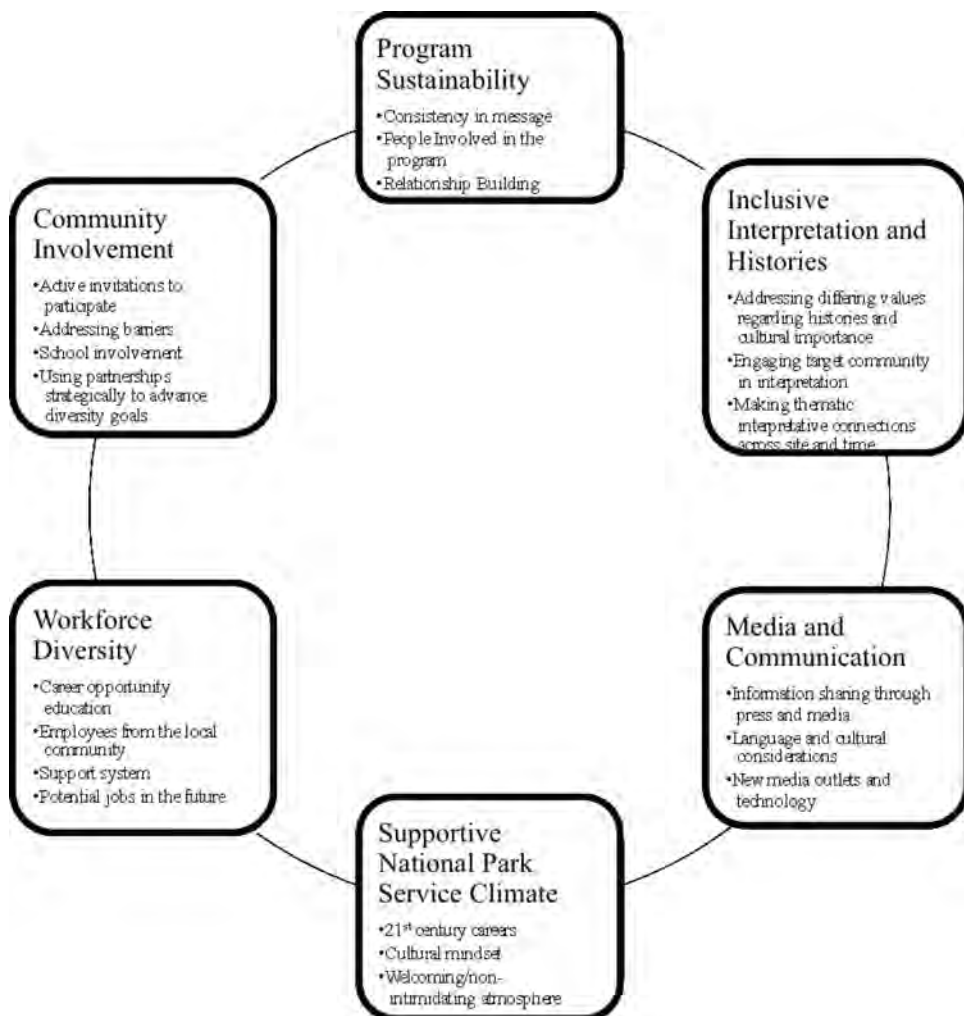 Program
Sustainability
•Consistency in message
•People Involved in the
program
•Relationship Building
Inclusive
Interpretation and
Histories
•Addressing differing values
regarding histories and
cultural importance
•Engaging target community
in interpretation
•Making thematic
interpretative connections
across site and time
Media and
Communication
•Information sharing through
press and media
•Language and cultural
considerations
•New media outlets and
technology
Supportive
National Park
Service Climate
•21st century careers
•Cultural mindset
•Welcoming/non-
intimidating atmosphere
Workforce
Diversity
•Career opportunity
education
•Employees from the local
community
•Support system
•Potential jobs in the future
Community
Involvement
•Active invitations to
participate
•Addressing barriers
•School involvement
•Using partnerships
strategically to advance
diversity goals